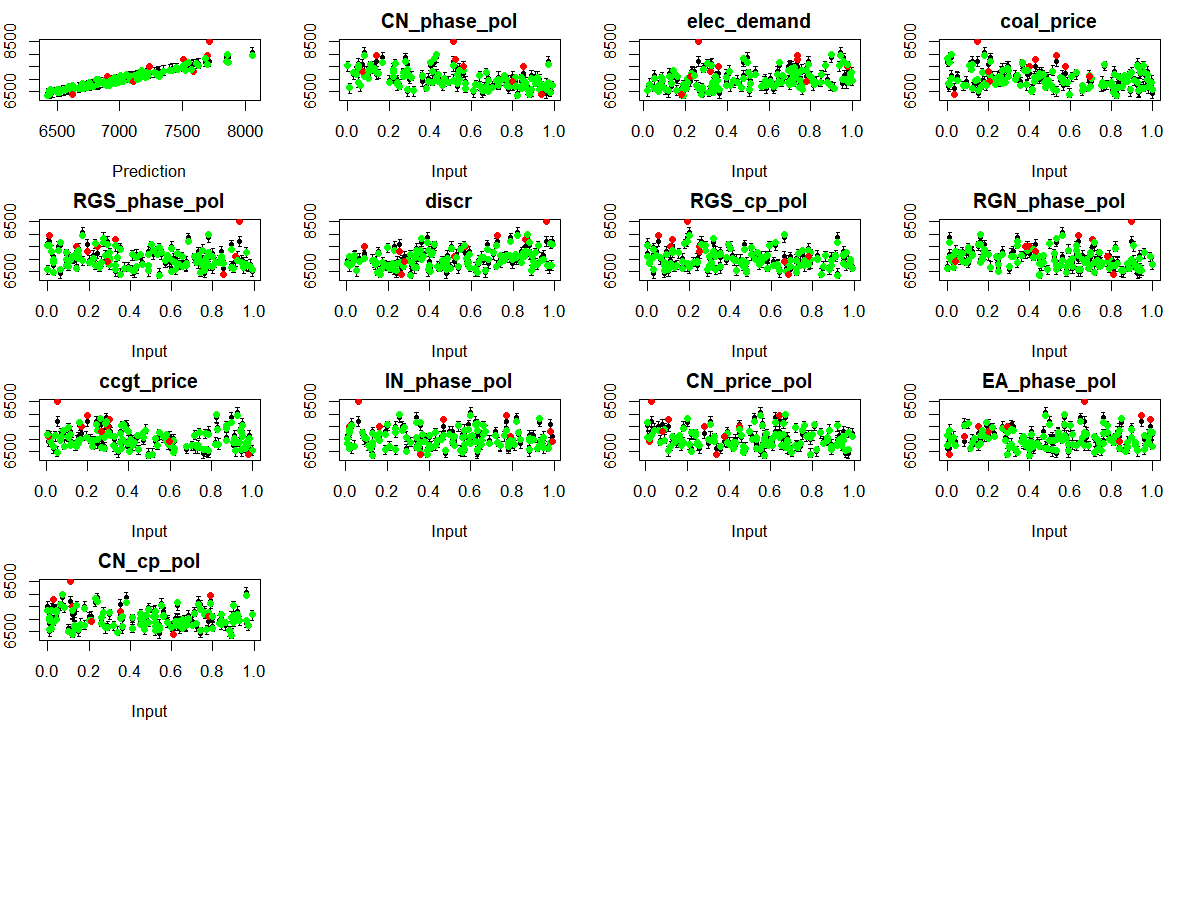 CN_phase_pol elec_demand coal_price
6500 8500 6500 8500 6500 8500 6500 8500
6500 7000 7500 8000 0.0 0.2 0.4 0.6 0.8 1.0 0.0 0.2 0.4 0.6 0.8 1.0 0.0 0.2 0.4 0.6 0.8 1.0
Prediction Input Input Input
RGS_phase_pol discr RGS_cp_pol RGN_phase_pol
6500 8500 6500 8500 6500 8500 6500 8500
0.0 0.2 0.4 0.6 0.8 1.0 0.0 0.2 0.4 0.6 0.8 1.0 0.0 0.2 0.4 0.6 0.8 1.0 0.0 0.2 0.4 0.6 0.8 1.0
Input Input Input Input
ccgt_price IN_phase_pol CN_price_pol EA_phase_pol
6500 8500 6500 8500 6500 8500 6500 8500
0.0 0.2 0.4 0.6 0.8 1.0 0.0 0.2 0.4 0.6 0.8 1.0 0.0 0.2 0.4 0.6 0.8 1.0 0.0 0.2 0.4 0.6 0.8 1.0
Input Input Input Input
CN_cp_pol
6500 8500
0.0 0.2 0.4 0.6 0.8 1.0
Input